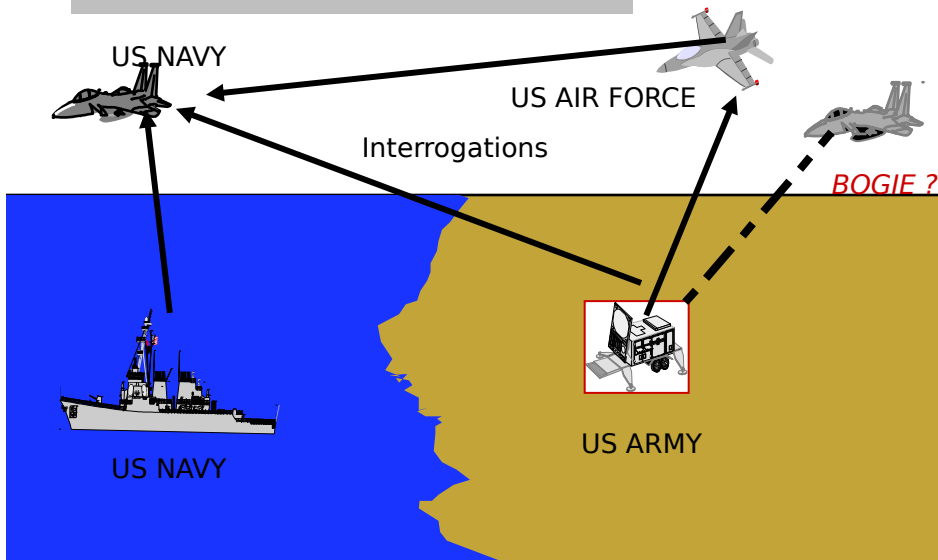 US NAVY
US AIR FORCE
Interrogations
BOGIE ?
US ARMY
US NAVY